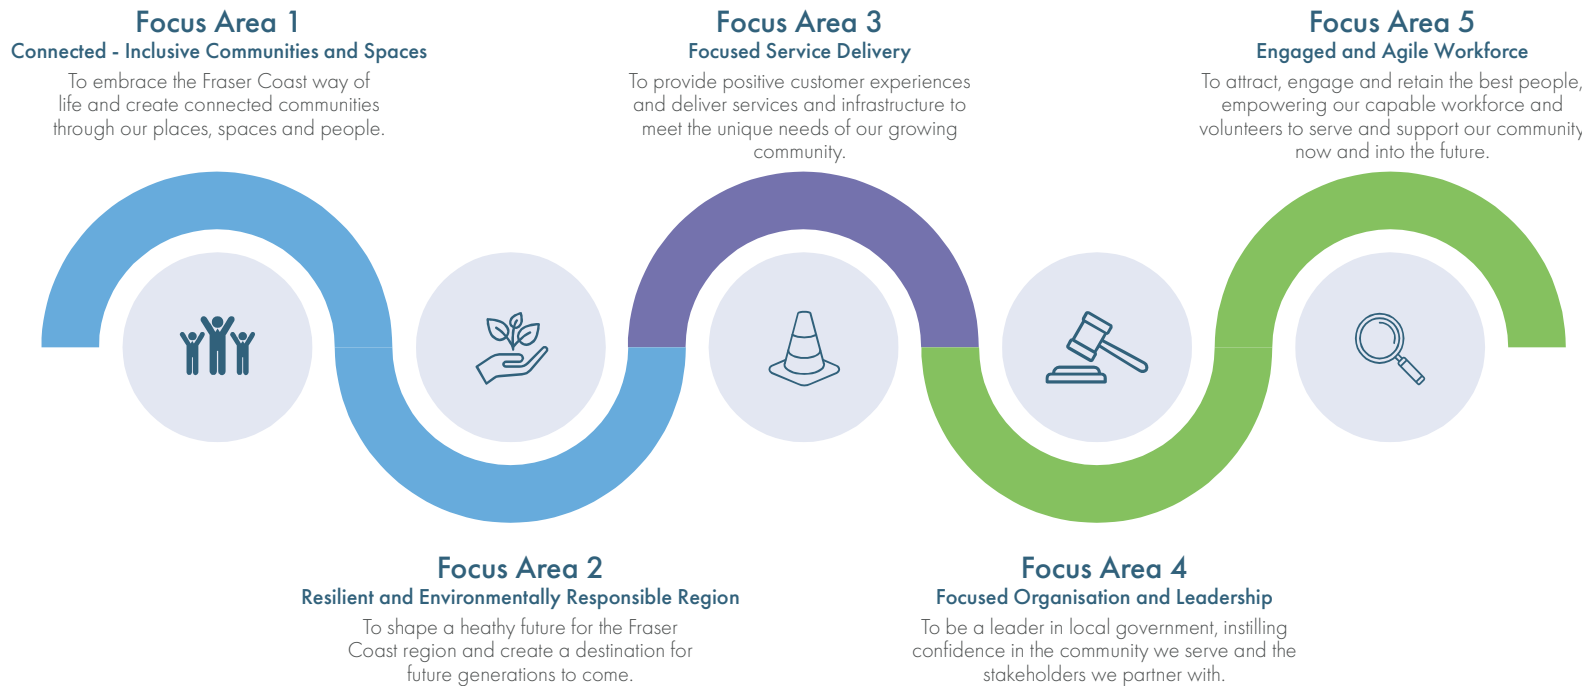 Focus Area 1
Connected - Inclusive Communities and Spaces
To embrace the Fraser Coast way of
life and create connected communities
through our places, spaces and people.
Focus Area 2
Resilient and Environmentally Responsible Region
To shape a heathy future for the Fraser
Coast region and create a destination for
future generations to come.
Focus Area 3
Focused Service Delivery
To provide positive customer experiences
and deliver services and infrastructure to
meet the unique needs of our growing
community.
Focus Area 4
Focused Organisation and Leadership
To be a leader in local government, instilling
confidence in the community we serve and the
stakeholders we partner with.
Focus Area 5
Engaged and Agile Workforce
To attract, engage and retain the best people,
empowering our capable workforce and
volunteers to serve and support our community
now and into the future.